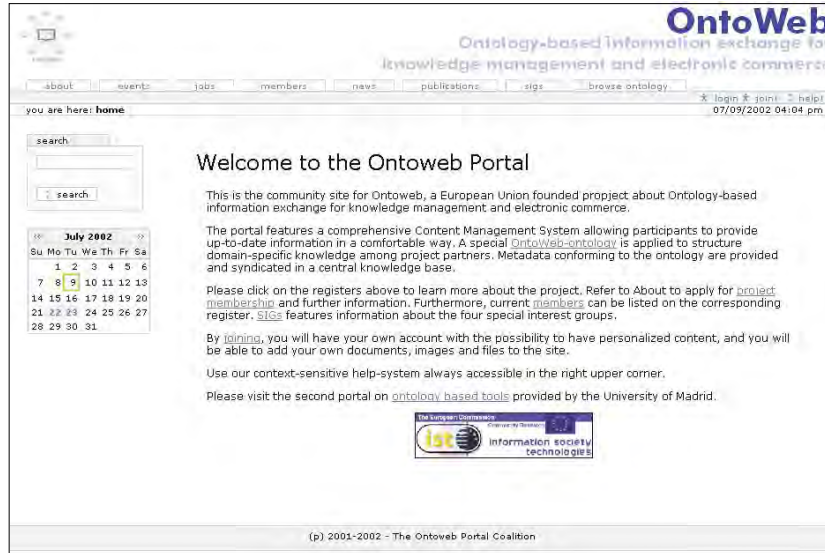 OntoWeb
Ontology-based information exchange fo
knowledge management and electronic commerce
about events jobs members news publications sigs browse ontology
login join help!
you are here: home
07/09/2002 04:04 pm
search
search
Welcome to the Ontoweb Portal
This is the community site for Ontoweb, a European Union founded propject about Ontology-based
information exchange for knowledge management and electronic commerce.
The portal features a comprehensive Content Management System allowing participants to provide
up-to-date information in a comfortable way. A special OntoWeb-ontology is applied to structure
domain-specific knowledge among project partners. Metadata conforming to the ontology are provided
and syndicated in a central knowledge base.
Please click on the registers above to learn more about the project. Refer to About to apply for project
membership and further information. Furthermore, current members can be listed on the corresponding
register. SIGs features information about the four special interest groups.
By joining, you will have your own account with the possibility to have personalized content, and you will
be able to add your own documents, images and files to the site.
Use our context-sensitive help-system always accessible in the right upper corner.
Please visit the second portal on ontology based tools provided by the University of Madrid.
« July 2002 »
Su Mo Tu We Th Fr Sa
1 2 3 4 5 6
7 8 9 10 11 12 13
14 15 16 17 18 19 20
21 22 23 24 25 26 27
28 29 30 31
The European Commission
Community Research
ist
information society
technologies
(p) 2001-2002 - The Ontoweb Portal Coalition